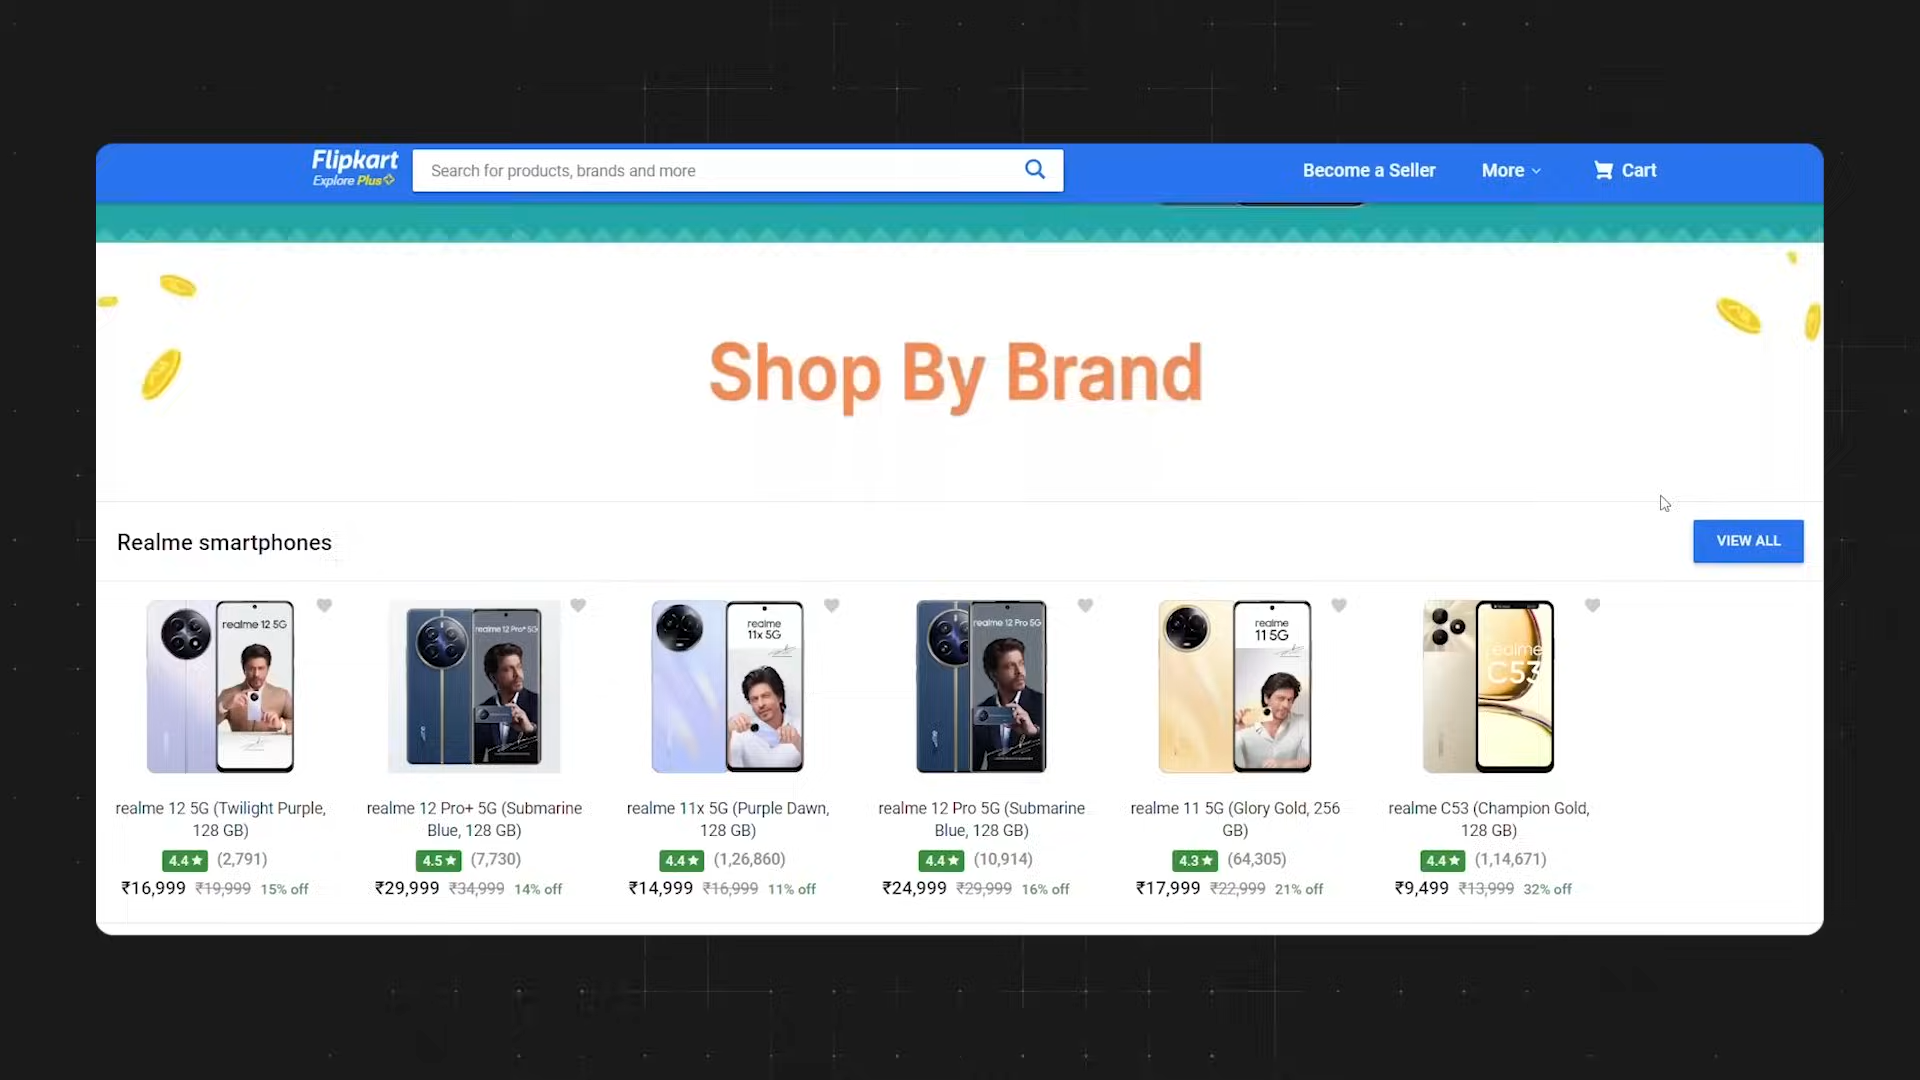 Flipkart
Explore Plus
Search for products, brands and more
Become a Seller
More
Cart
Shop By Brand
Realme smartphones
VIEW ALL
realme 12 5G
realme 12 Pro+ 5G
realme
11x 5G
realme 12 Pro 5G
realme
11 5G
realme
C53
realme 12 5G (Twilight Purple,
128 GB)
4.4★ (2,791)
₹16,999 ₹19,999 15% off
realme 12 Pro+ 5G (Submarine
Blue, 128 GB)
4.5★ (7,730)
₹29,999 ₹34,999 14% off
realme 11x 5G (Purple Dawn,
128 GB)
4.4★ (1,26,860)
₹14,999 ₹16,999 11% off
realme 12 Pro 5G (Submarine
Blue, 128 GB)
4.4★ (10,914)
₹24,999 ₹29,999 16% off
realme 11 5G (Glory Gold, 256
GB)
4.3★ (64,305)
₹17,999 ₹22,999 21% off
realme C53 (Champion Gold,
128 GB)
4.4★ (1,14,671)
₹9,499 ₹13,999 32% off